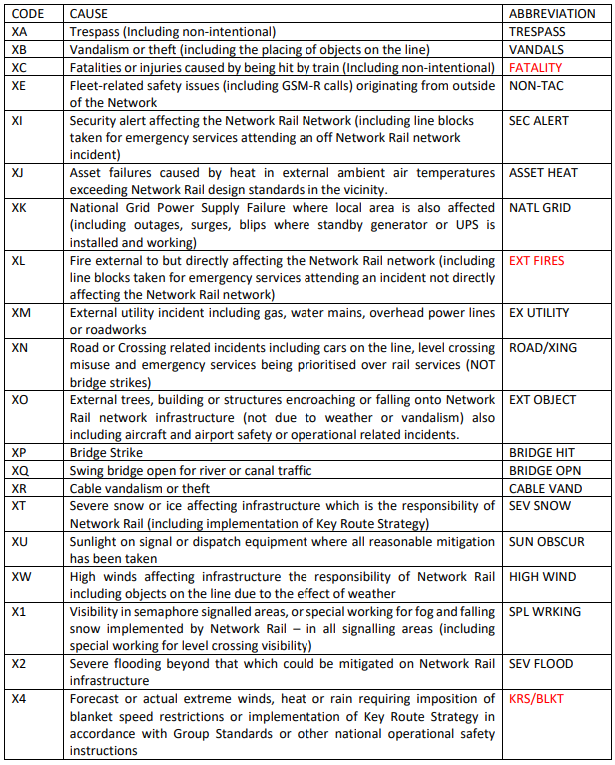 CODE CAUSE ABBREVIATION
XA Trespass (Including non-intentional) TRESPASS
XB Vandalism or theft (including the placing of objects on the line) VANDALS
XC Fatalities or injuries caused by being hit by train (Including non-intentional) FATALITY
XE Fleet-related safety issues (including GSM-R calls) originating from outside NON-TAC
of the Network
XI Security alert affecting the Network Rail Network (including line blocks SEC ALERT
taken for emergency services attending an off Network Rail network
incident)
XJ Asset failures caused by heat in external ambient air temperatures ASSET HEAT
exceeding Network Rail design standards in the vicinity.
XK National Grid Power Supply Failure where local area is also affected NATL GRID
(including outages, surges, blips where standby generator or UPS is
installed and working)
XL Fire external to but directly affecting the Network Rail network (including EXT FIRES
line blocks taken for emergency services attending an incident not directly
affecting the Network Rail network)
XM External utility incident including gas, water mains, overhead power lines EX UTILITY
or roadworks
XN Road or Crossing related incidents including cars on the line, level crossing ROAD/XING
misuse and emergency services being prioritised over rail services (NOT
bridge strikes)
XO External trees, building or structures encroaching or falling onto Network EXT OBJECT
Rail network infrastructure (not due to weather or vandalism) also
including aircraft and airport safety or operational related incidents.
XP Bridge Strike BRIDGE HIT
XQ Swing bridge open for river or canal traffic BRIDGE OPN
XR Cable vandalism or theft CABLE VAND
XT Severe snow or ice affecting infrastructure which is the responsibility of SEV SNOW
Network Rail (including implementation of Key Route Strategy)
XU Sunlight on signal or dispatch equipment where all reasonable mitigation SUN OBSCUR
has been taken
XW High winds affecting infrastructure the responsibility of Network Rail HIGH WIND
including objects on the line due to the effect of weather
X1 Visibility in semaphore signalled areas, or special working for fog and falling SPL WRKING
snow implemented by Network Rail – in all signalling areas (including
special working for level crossing visibility)
X2 Severe flooding beyond that which could be mitigated on Network Rail SEV FLOOD
infrastructure
X4 Forecast or actual extreme winds, heat or rain requiring imposition of KRS/BLKT
blanket speed restrictions or implementation of Key Route Strategy in
accordance with Group Standards or other national operational safety
instructions